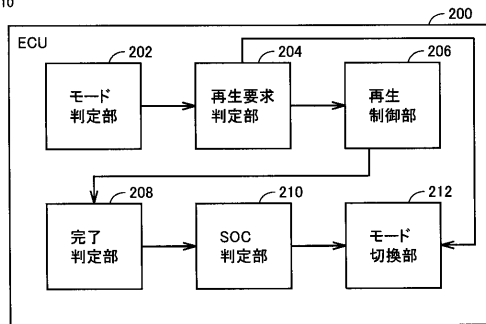 10
200
ECU
202
204
206
モード
判定部
再生要求
判定部
再生
制御部
208
210
212
完了
判定部
SOC
判定部
モード
切換部